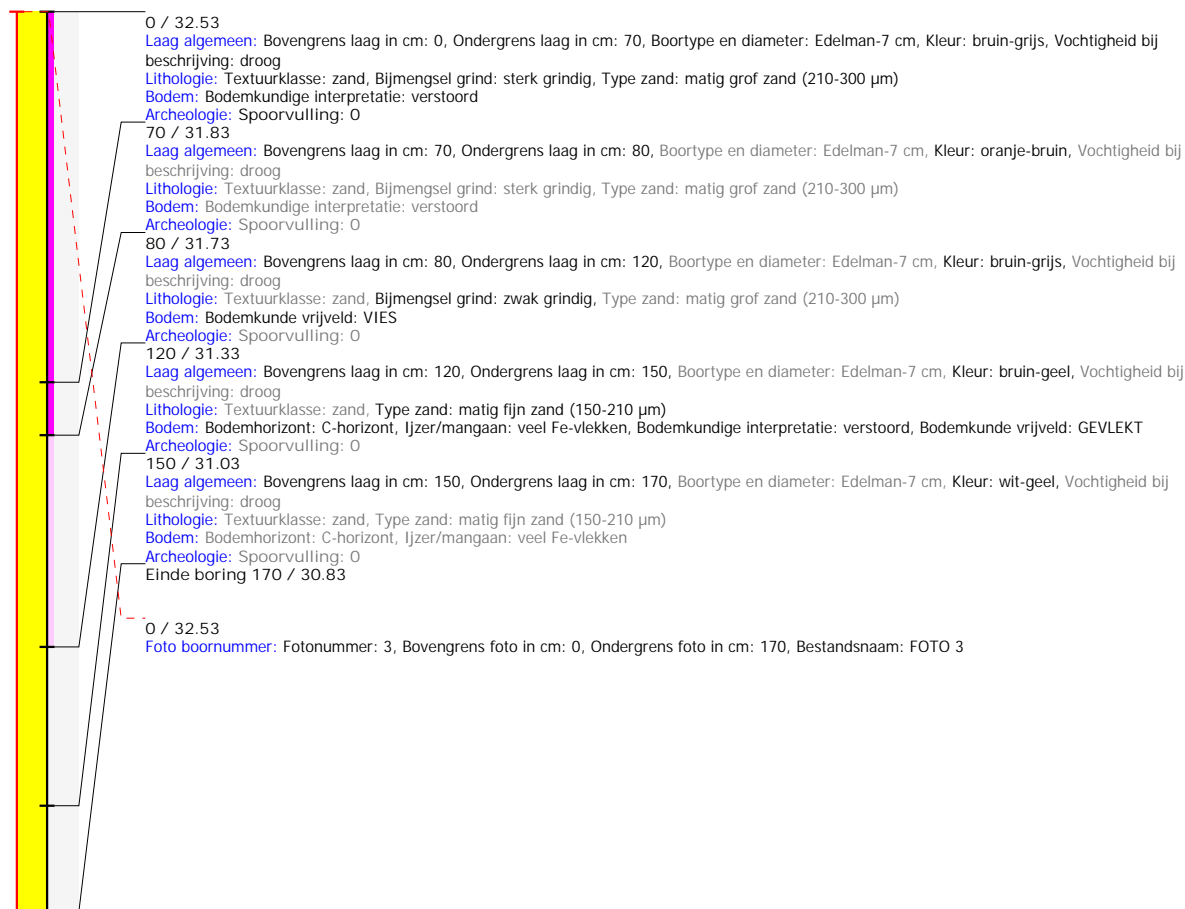 0 / 32.53
Laag algemeen: Bovengrens laag in cm: 0, Ondergrens laag in cm: 70, Boortype en diameter: Edelman-7 cm, Kleur: bruin-grijs, Vochtigheid bij
beschrijving: droog
Lithologie: Textuurklasse: zand, Bijmengsel grind: sterk grindig, Type zand: matig grof zand (210-300 µm)
Bodem: Bodemkundige interpretatie: verstoord
Archeologie: Spoorvulling: 0
70 / 31.83
Laag algemeen: Bovengrens laag in cm: 70, Ondergrens laag in cm: 80, Boortype en diameter: Edelman-7 cm, Kleur: oranje-bruin, Vochtigheid bij
beschrijving: droog
Lithologie: Textuurklasse: zand, Bijmengsel grind: sterk grindig, Type zand: matig grof zand (210-300 µm)
Bodem: Bodemkundige interpretatie: verstoord
Archeologie: Spoorvulling: 0
80 / 31.73
Laag algemeen: Bovengrens laag in cm: 80, Ondergrens laag in cm: 120, Boortype en diameter: Edelman-7 cm, Kleur: bruin-grijs, Vochtigheid bij
beschrijving: droog
Lithologie: Textuurklasse: zand, Bijmengsel grind: zwak grindig, Type zand: matig grof zand (210-300 µm)
Bodem: Bodemkunde vrijveld: VIES
Archeologie: Spoorvulling: 0
120 / 31.33
Laag algemeen: Bovengrens laag in cm: 120, Ondergrens laag in cm: 150, Boortype en diameter: Edelman-7 cm, Kleur: bruin-geel, Vochtigheid bij
beschrijving: droog
Lithologie: Textuurklasse: zand, Type zand: matig fijn zand (150-210 µm)
Bodem: Bodemhorizont: C-horizont, Ijzer/mangaan: veel Fe-vlekken, Bodemkundige interpretatie: verstoord, Bodemkunde vrijveld: GEVLEKT
Archeologie: Spoorvulling: 0
150 / 31.03
Laag algemeen: Bovengrens laag in cm: 150, Ondergrens laag in cm: 170, Boortype en diameter: Edelman-7 cm, Kleur: wit-geel, Vochtigheid bij
beschrijving: droog
Lithologie: Textuurklasse: zand, Type zand: matig fijn zand (150-210 µm)
Bodem: Bodemhorizont: C-horizont, Ijzer/mangaan: veel Fe-vlekken
Archeologie: Spoorvulling: 0
Einde boring 170 / 30.83
0 / 32.53
Foto boornummer: Fotonummer: 3, Bovengrens foto in cm: 0, Ondergrens foto in cm: 170, Bestandsnaam: FOTO 3